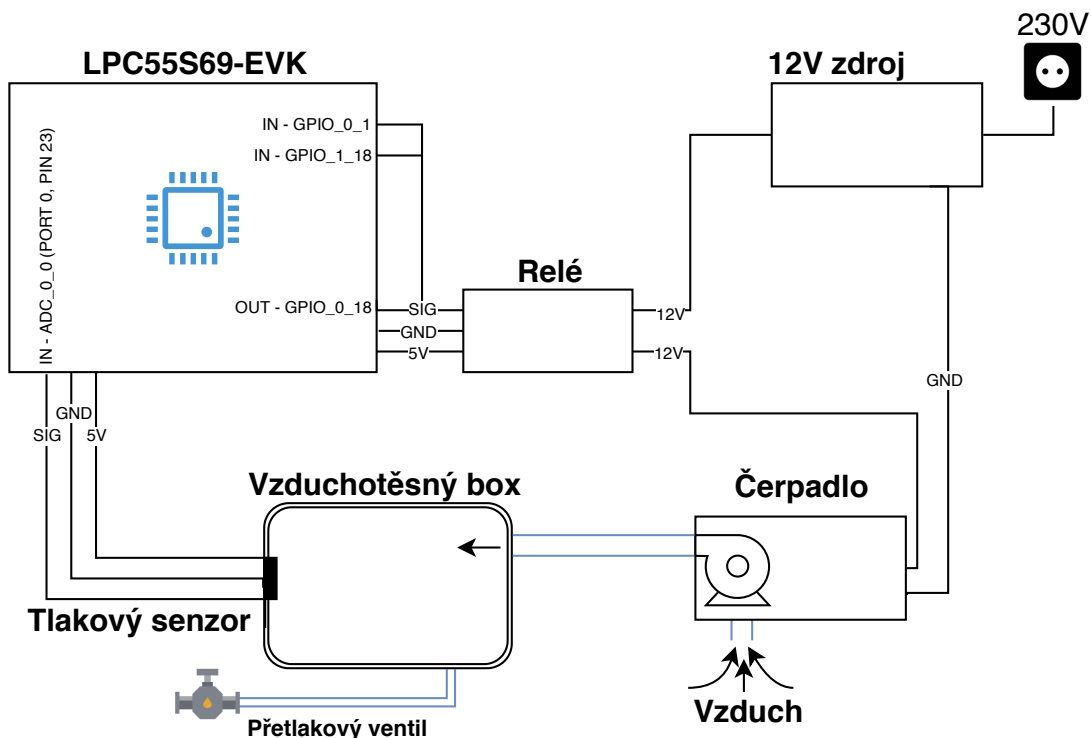 230V
LPC55S69-EVK
12V zdroj
IN - GPIO_0_1
IN - GPIO_1_18
IN - ADC_0_0 (PORT 0, PIN 23)
Relé
OUT - GPIO_0_18
SIG
12V
GND
5V
12V
GND
GND
SIG
5V
Vzduchotěsný box
Čerpadlo
Tlakový senzor
Vzduch
Přetlakový ventil